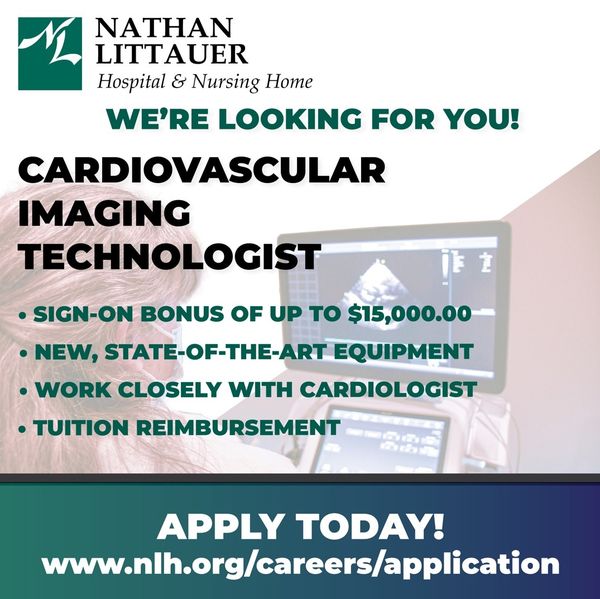 NL
NATHAN
LITTAUER
Hospital & Nursing Home
WE'RE LOOKING FOR YOU!
CARDIOVASCULAR
IMAGING
TECHNOLOGIST
• SIGN-ON BONUS OF UP TO $15,000.00
• NEW, STATE-OF-THE-ART EQUIPMENT
• WORK CLOSELY WITH CARDIOLOGIST
• TUITION REIMBURSEMENT
APPLY TODAY!
www.nlh.org/careers/application